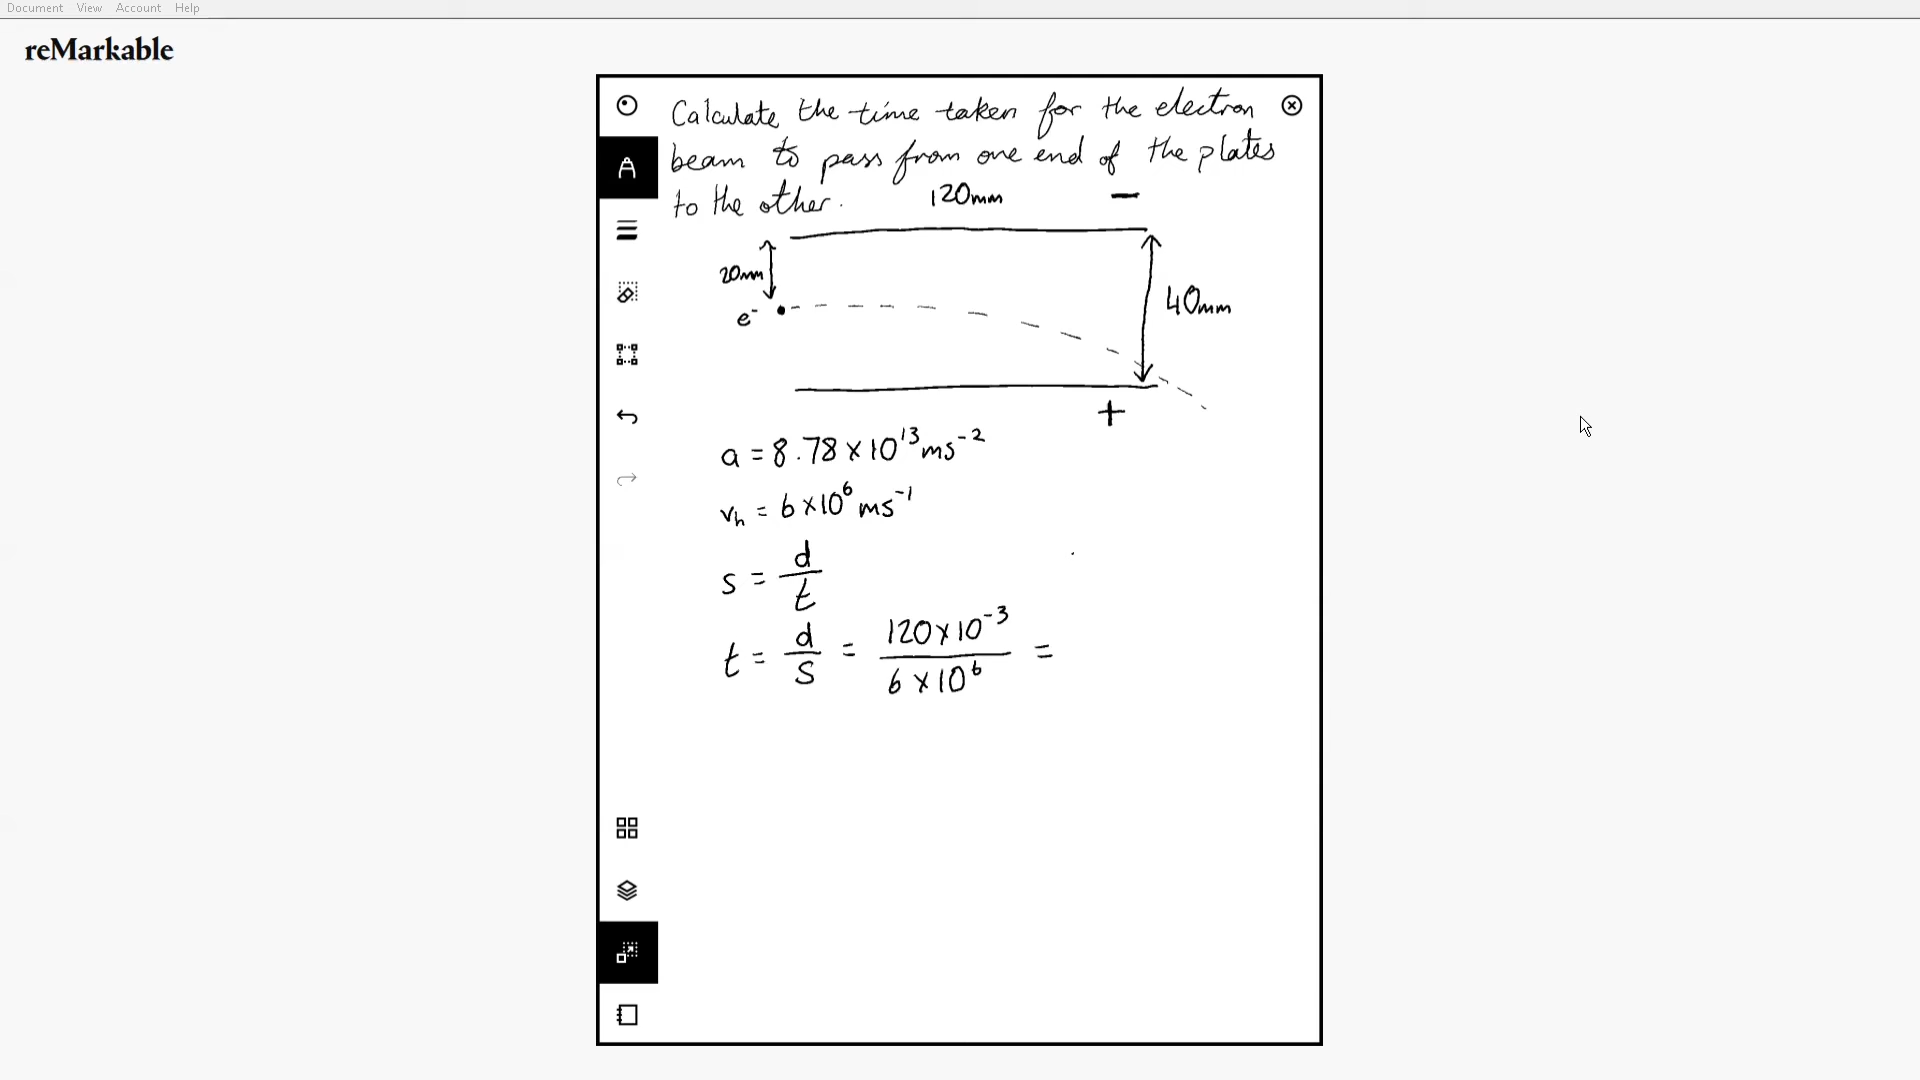 Document View Account Help
reMarkable
Calculate the time taken for the electron
beam to pass from one end of the plates
to the other.
120mm
−
20mm
e⁻
40mm
+
a = 8.78 × 10¹³ ms⁻²
vₕ = 6 × 10⁶ ms⁻¹
s = d/t
t = d/s = 120 × 10⁻³ / 6 × 10⁶ =